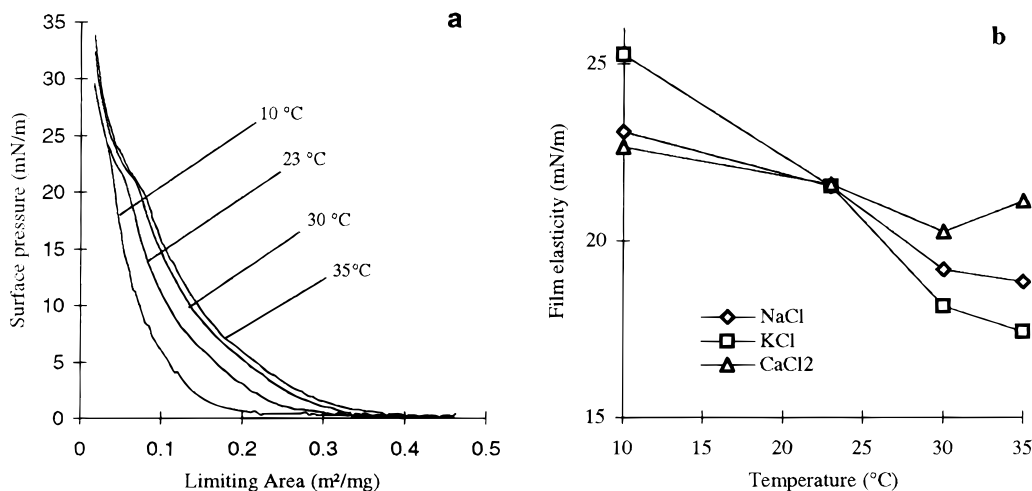 a
Surface pressure (mN/m)
35
30
25
20
15
10
5
0
10 °C
23 °C
30 °C
35°C
0
0.1
0.2
0.3
0.4
0.5
Limiting Area (m²/mg)
b
Film elasticity (mN/m)
25
20
15
NaCl
KCl
CaCl2
10
15
20
25
30
35
Temperature (°C)